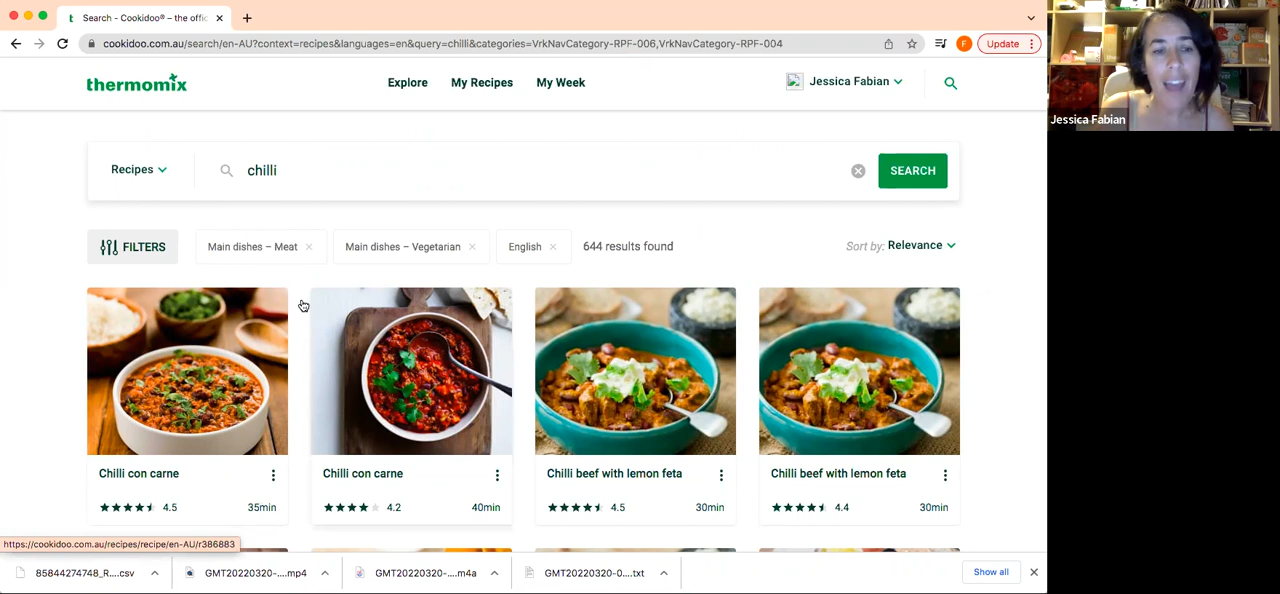 Search - Cookidoo® – the offic
cookidoo.com.au/search/en-AU?context=recipes&languages=en&query=chilli&categories=VrkNavCategory-RPF-006,VrkNavCategory-RPF-004
F
Update
thermomix
Explore
My Recipes
My Week
Jessica Fabian
Jessica Fabian
Recipes
chilli
SEARCH
FILTERS
Main dishes – Meat
Main dishes – Vegetarian
English
644 results found
Sort by: Relevance
Chilli con carne
4.5
35min
Chilli con carne
4.2
40min
Chilli beef with lemon feta
4.5
30min
Chilli beef with lemon feta
4.4
30min
https://cookidoo.com.au/recipes/recipe/en-AU/r386883
85844274748_R....csv
GMT20220320-....mp4
GMT20220320-....m4a
GMT20220320-0....txt
Show all